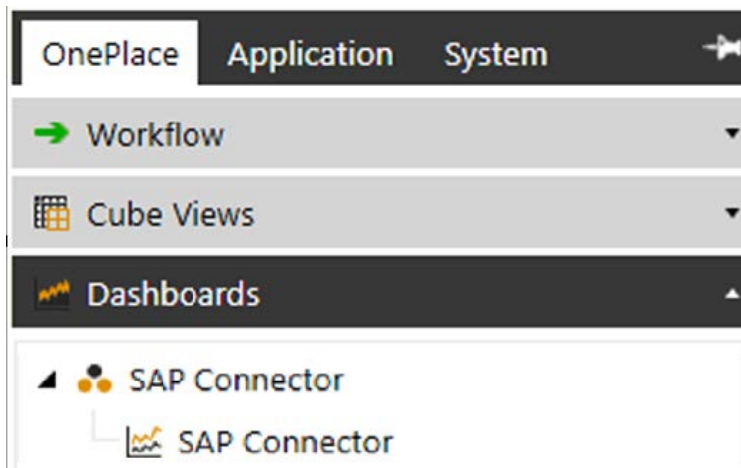 OnePlace Application System
Workflow
Cube Views
Dashboards
SAP Connector
SAP Connector